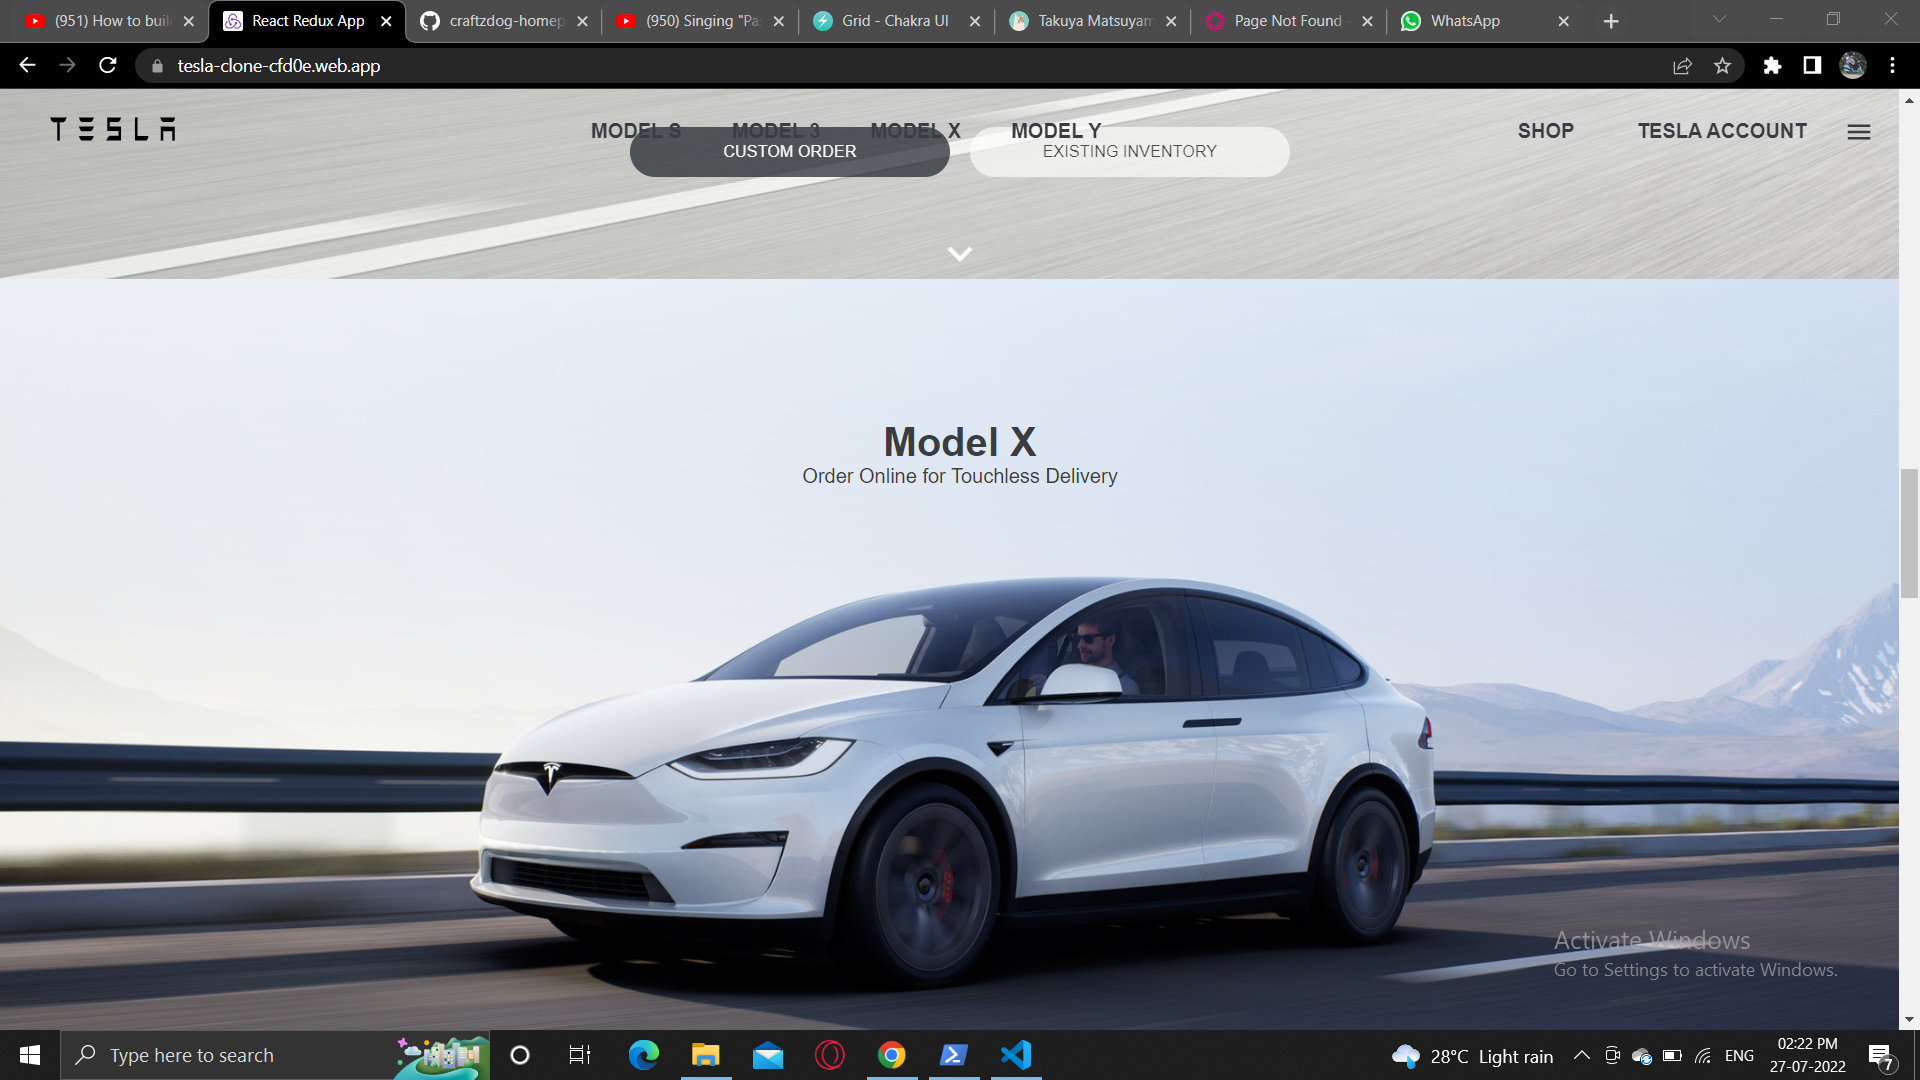 (951) How to buil
React Redux App
craftzdog-homep
(950) Singing "Pas
Grid - Chakra UI
Takuya Matsuyam
Page Not Found -
WhatsApp
tesla-clone-cfd0e.web.app
TESLA
MODEL S
MODEL 3
MODEL X
MODEL Y
SHOP
TESLA ACCOUNT
CUSTOM ORDER
EXISTING INVENTORY
Model X
Order Online for Touchless Delivery
Activate Windows
Go to Settings to activate Windows.
Type here to search
28°C Light rain
ENG
02:22 PM
27-07-2022
7